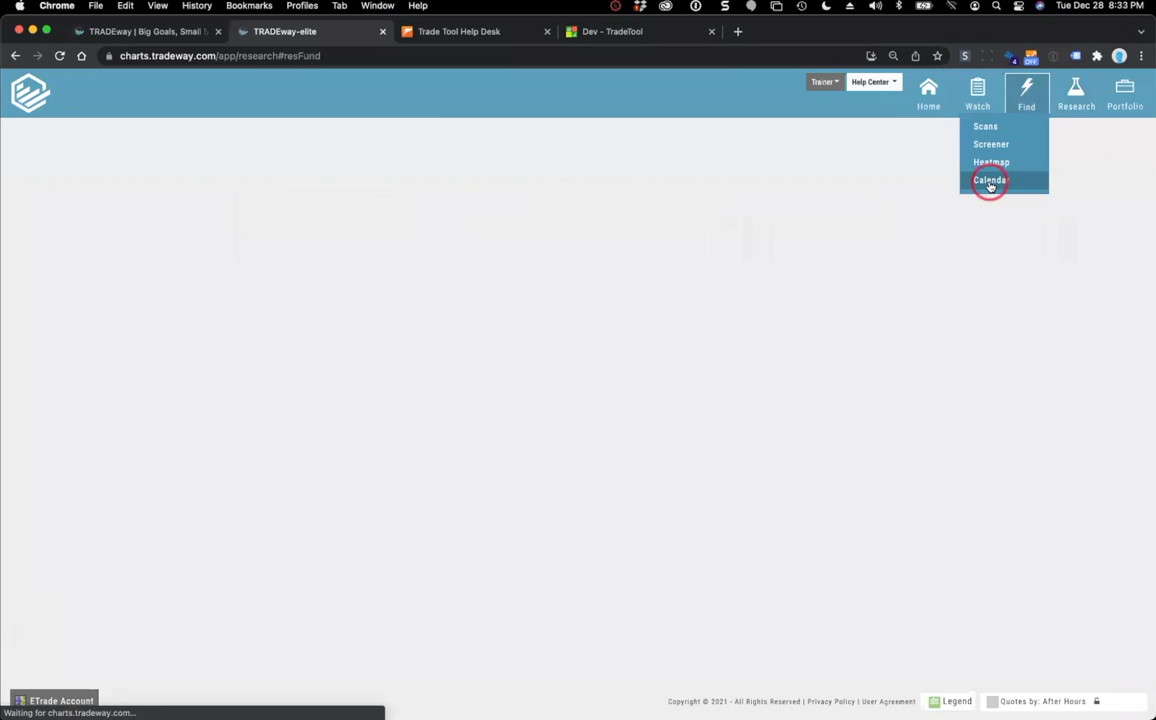 Chrome File Edit View History Bookmarks Profiles Tab Window Help Tue Dec 28 8:33 PM
TRADEway | Big Goals, Small S
TRADEway-elite
Trade Tool Help Desk
Dev - TradeTool
charts.tradeway.com/app/research#resFund
4
OFF
Trainer
Help Center
Home
Watch
Find
Research
Portfolio
Scans
Screener
Heatmap
Calendar
ETrade Account
Copyright © 2021 - All Rights Reserved | Privacy Policy | User Agreement
Legend
Quotes by: After Hours
Waiting for charts.tradeway.com...